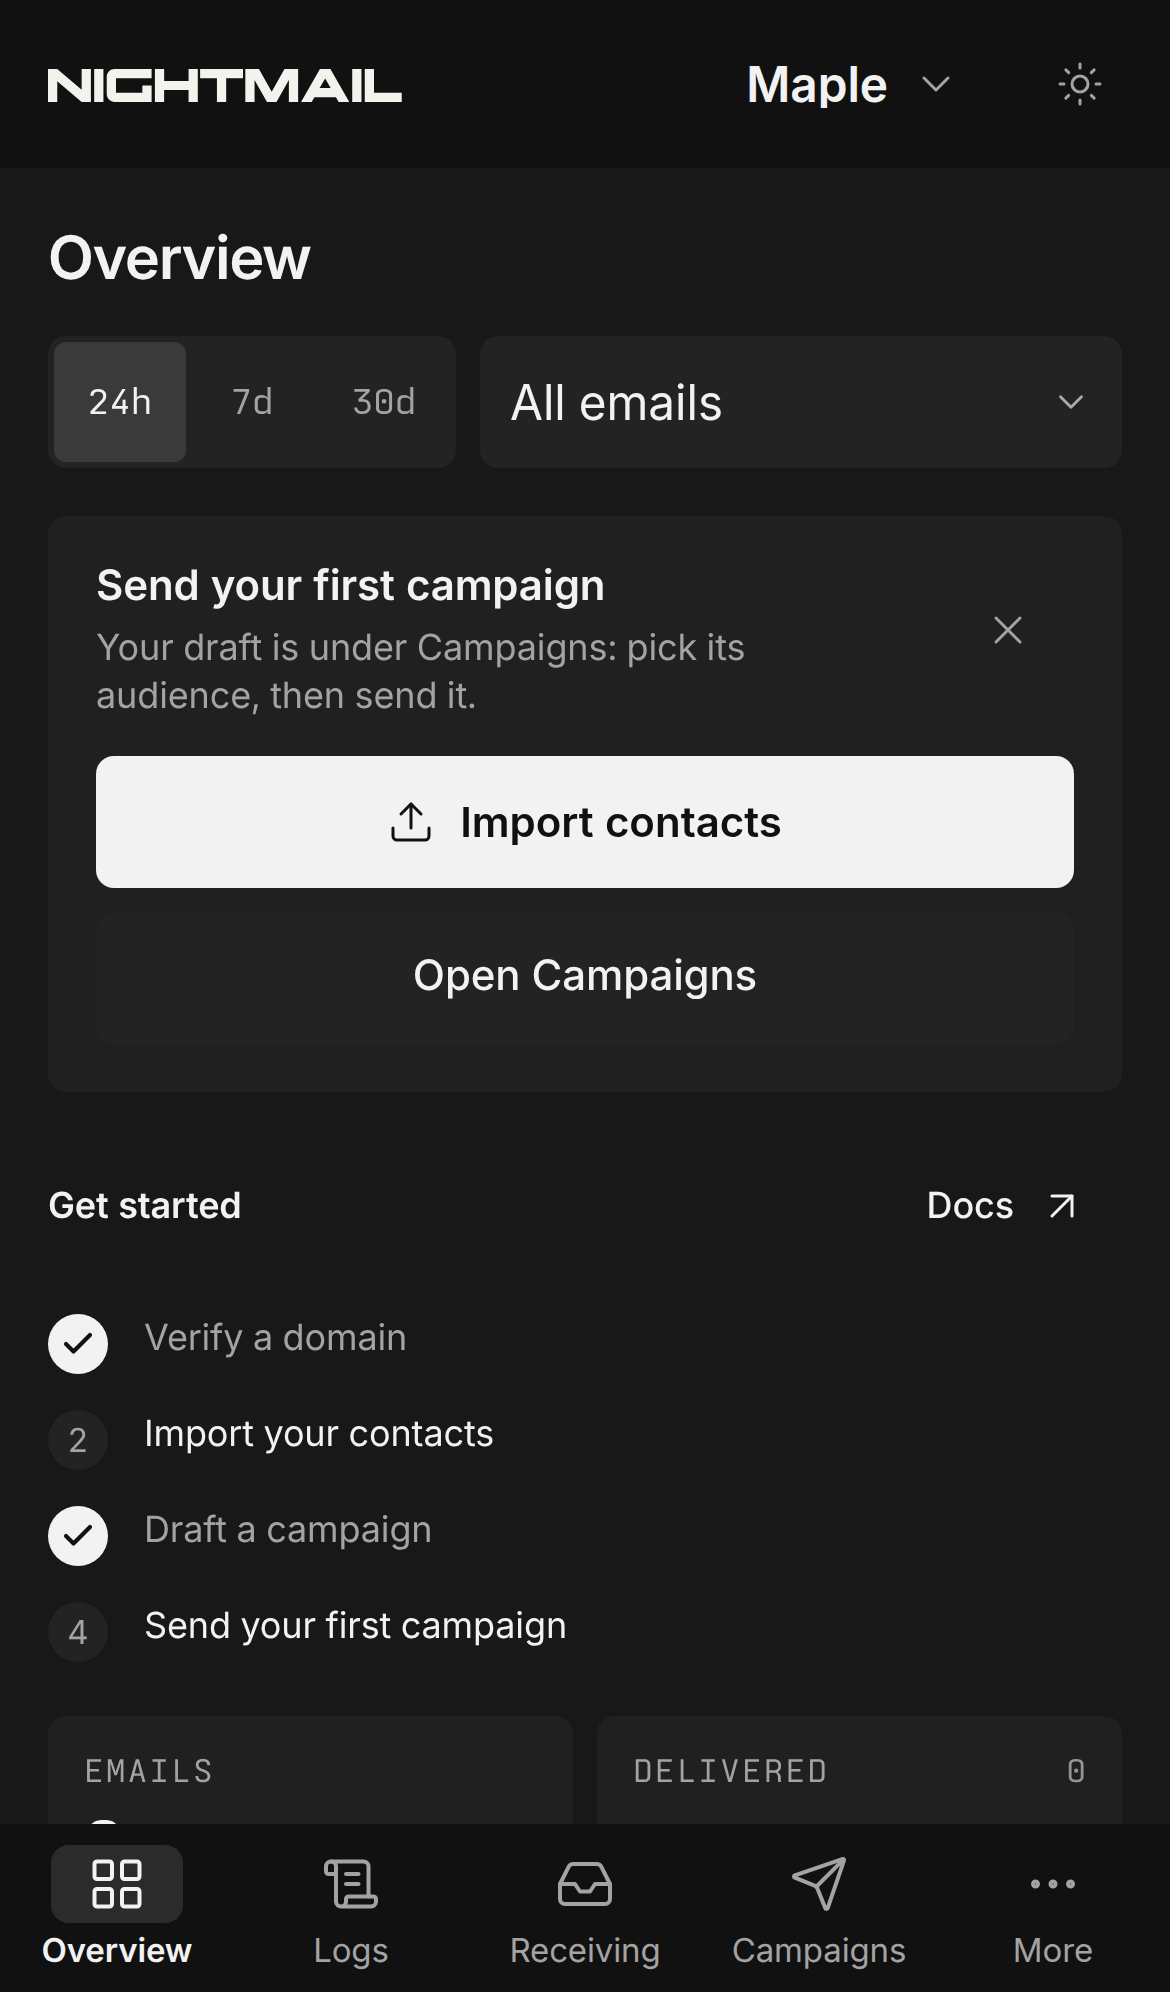 NIGHTMAIL
Maple
Overview
24h 7d 30d
All emails
Send your first campaign
Your draft is under Campaigns: pick its
audience, then send it.
Import contacts
Open Campaigns
Get started
Docs
Verify a domain
2 Import your contacts
Draft a campaign
4 Send your first campaign
EMAILS
DELIVERED 0
Overview Logs Receiving Campaigns More